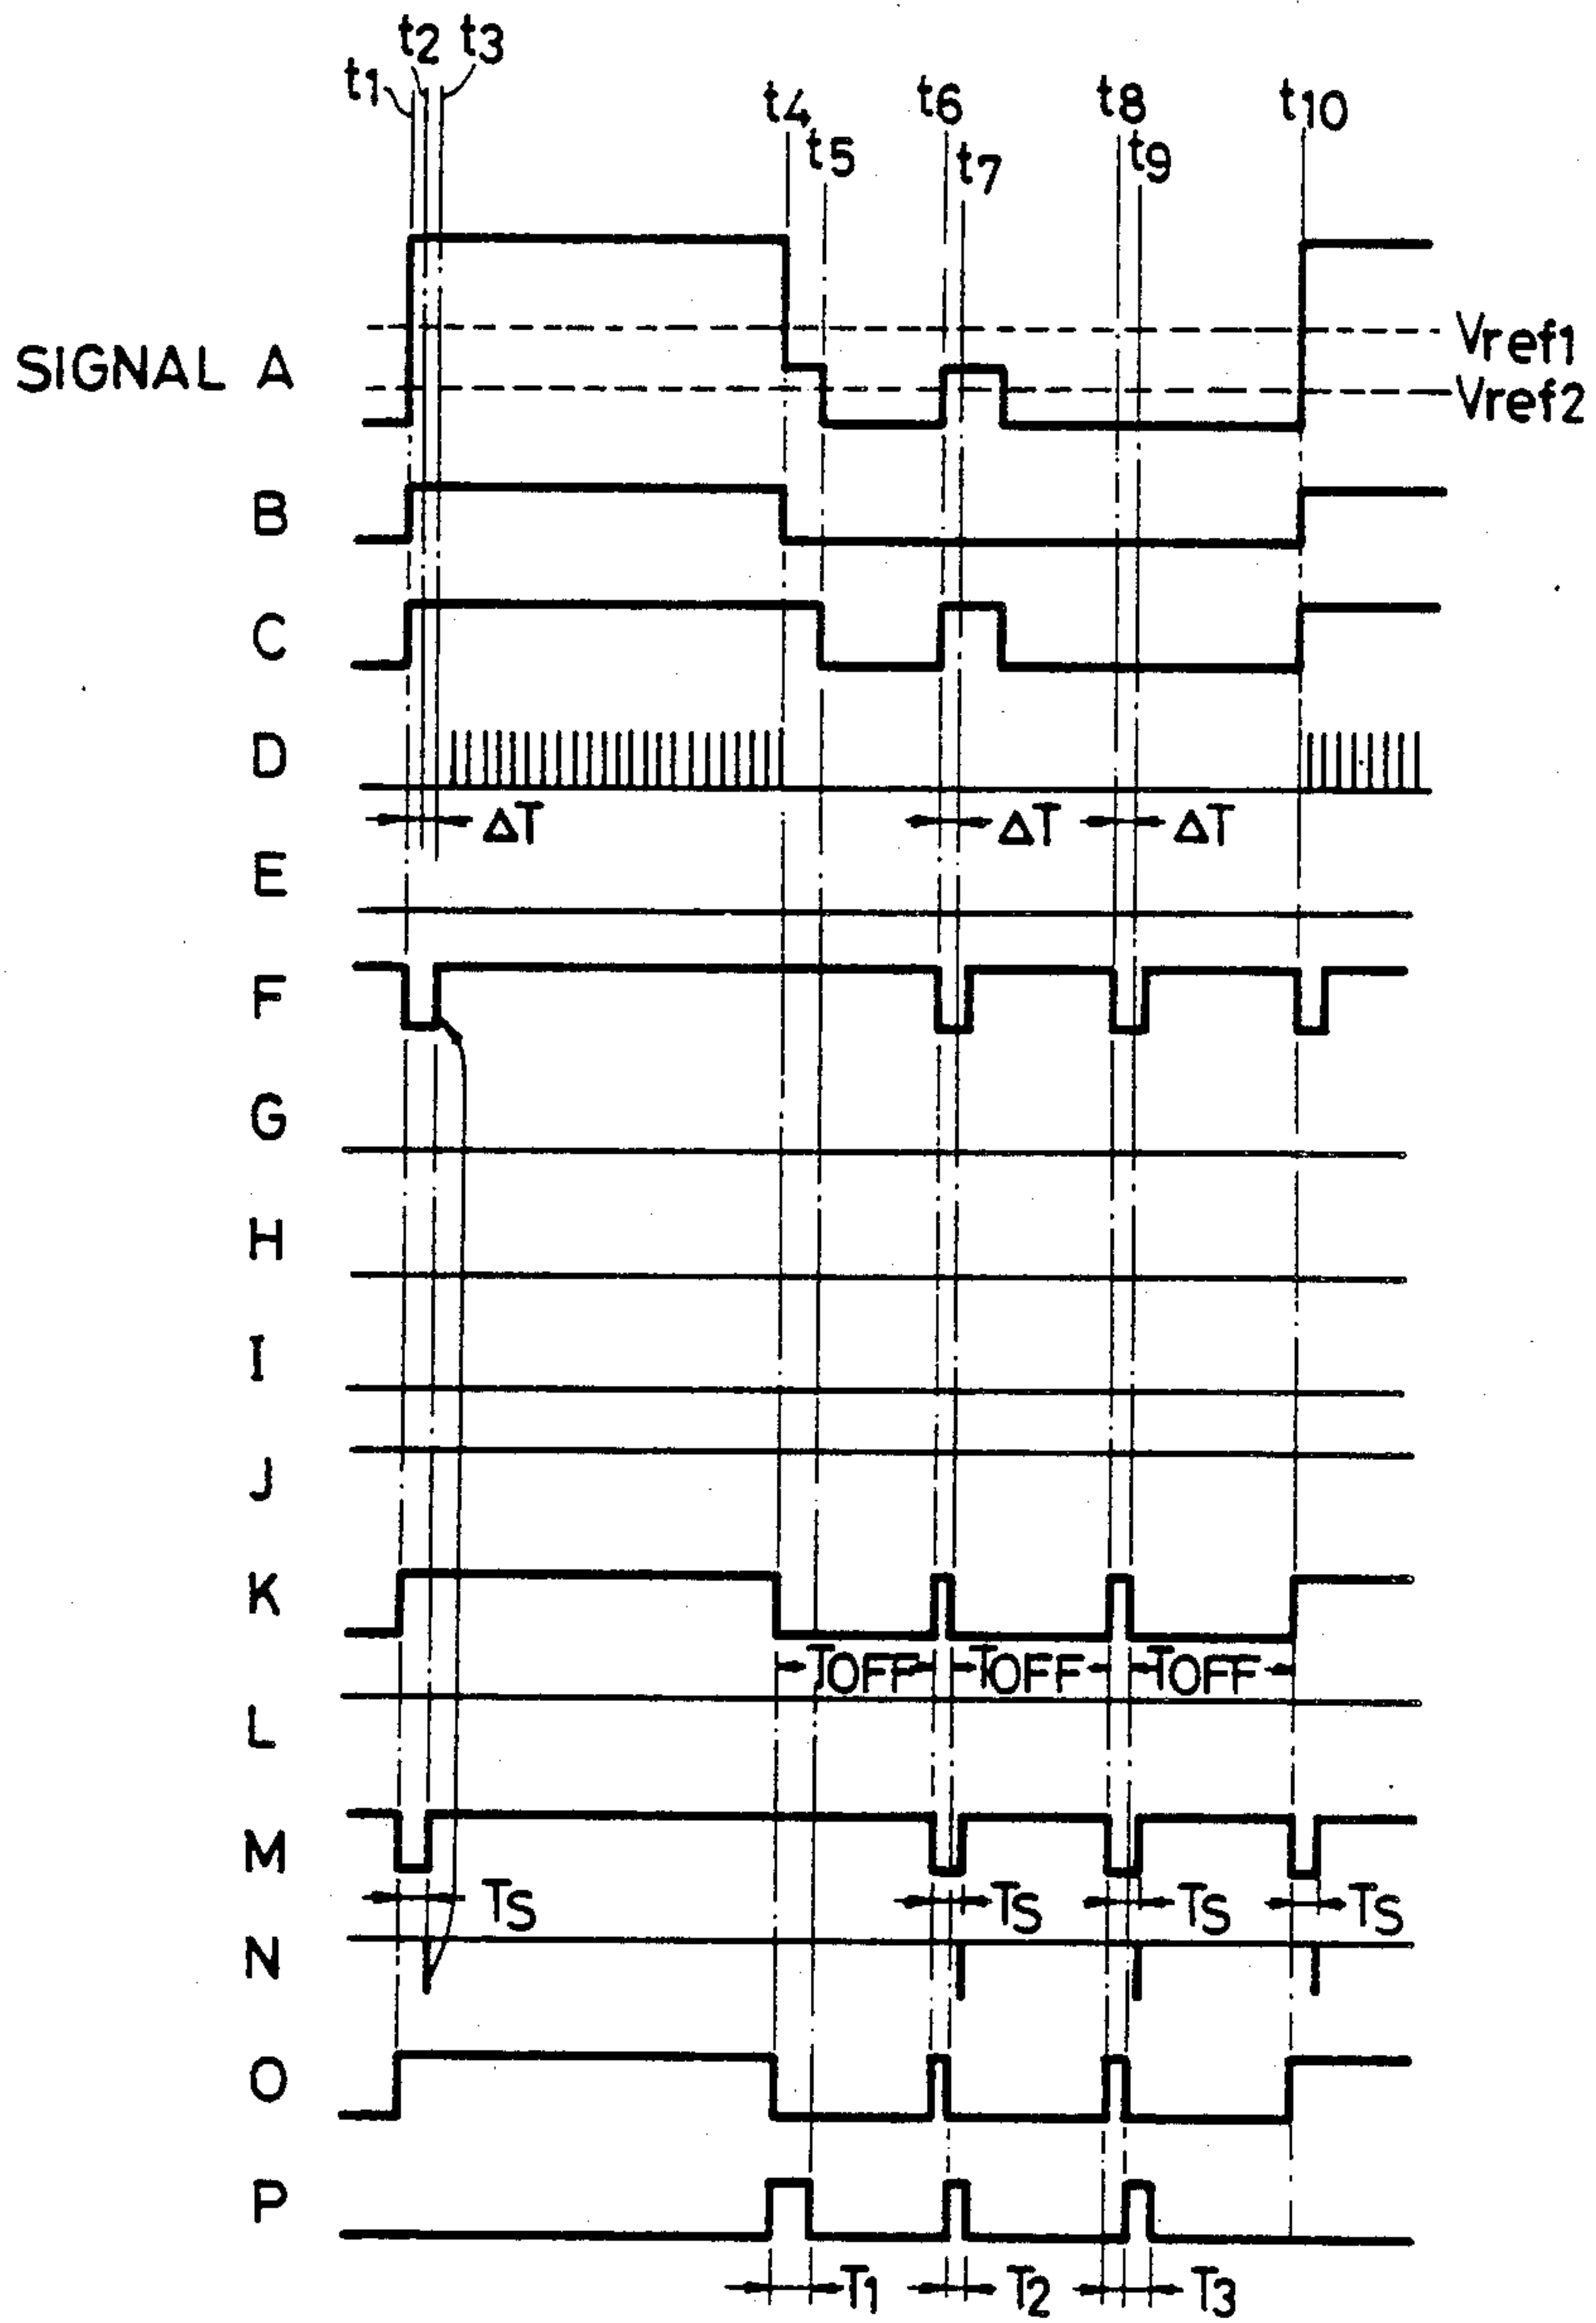 t1 t2 t3 t4 t5 t6 t7 t8 t9 t10
Vref1
SIGNAL A
Vref2
B
C
D
ΔT ΔT ΔT
E
F
G
H
I
J
K
TOFF TOFF TOFF
L
M
TS TS TS TS
N
O
P
T1 T2 T3